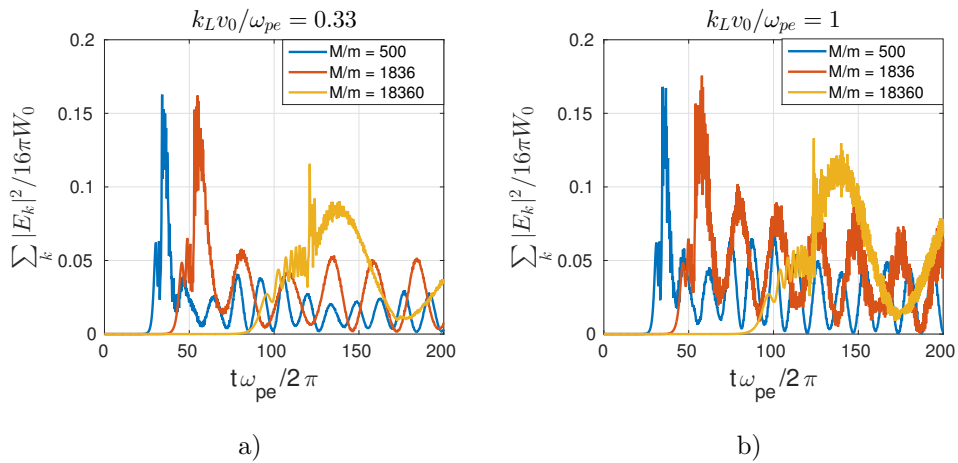 k_L v_0/ω_pe = 0.33
∑_k |E_k|²/16πW_0
0.2
0.15
0.1
0.05
0
M/m = 500
M/m = 1836
M/m = 18360
0 50 100 150 200
t ω_pe/2 π
a)
k_L v_0/ω_pe = 1
∑_k |E_k|²/16πW_0
0.2
0.15
0.1
0.05
0
M/m = 500
M/m = 1836
M/m = 18360
0 50 100 150 200
t ω_pe/2 π
b)